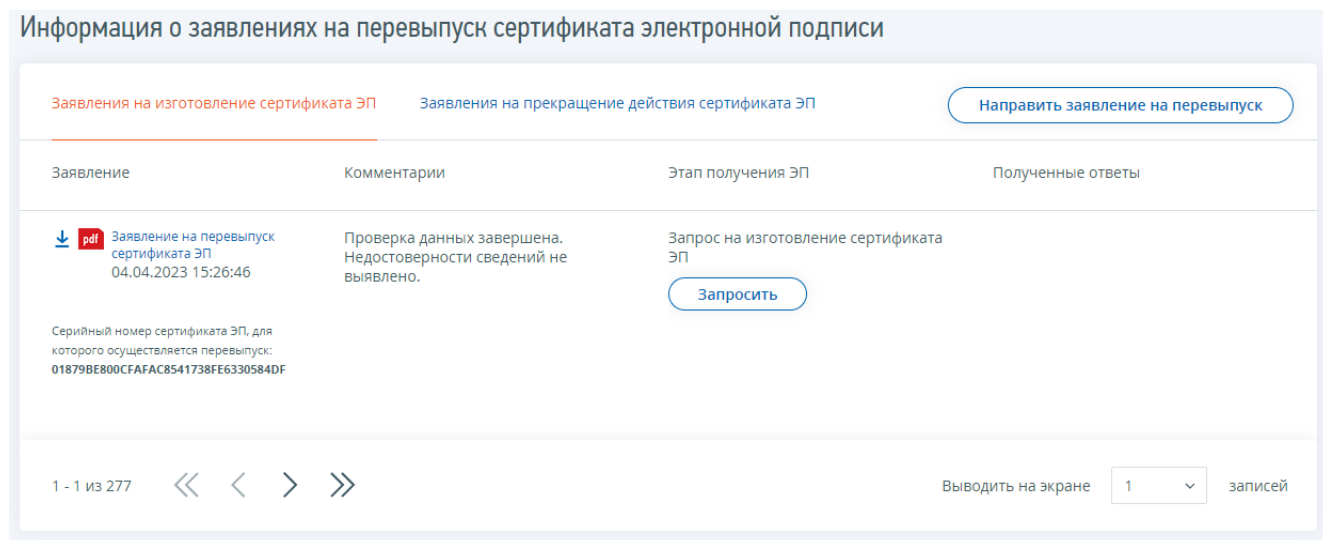 Информация о заявлениях на перевыпуск сертификата электронной подписи
Заявления на изготовление сертификата ЭП
Заявления на прекращение действия сертификата ЭП
Направить заявление на перевыпуск
Заявление
Комментарии
Этап получения ЭП
Полученные ответы
pdf
Заявление на перевыпуск
сертификата ЭП
04.04.2023 15:26:46
Проверка данных завершена.
Недостоверности сведений не
выявлено.
Запрос на изготовление сертификата
ЭП
Запросить
Серийный номер сертификата ЭП, для
которого осуществляется перевыпуск:
01879BE800CFAFAC8541738FE6330584DF
1 - 1 из 277
Выводить на экране
1
записей